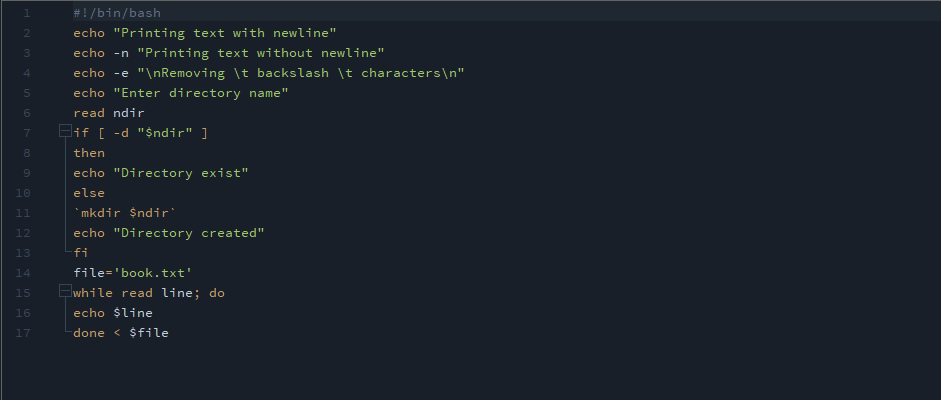 1 #!/bin/bash
2 echo "Printing text with newline"
3 echo -n "Printing text without newline"
4 echo -e "\nRemoving \t backslash \t characters\n"
5 echo "Enter directory name"
6 read ndir
7 if [ -d "$ndir" ]
8 then
9 echo "Directory exist"
10 else
11 `mkdir $ndir`
12 echo "Directory created"
13 fi
14 file='book.txt'
15 while read line; do
16 echo $line
17 done < $file